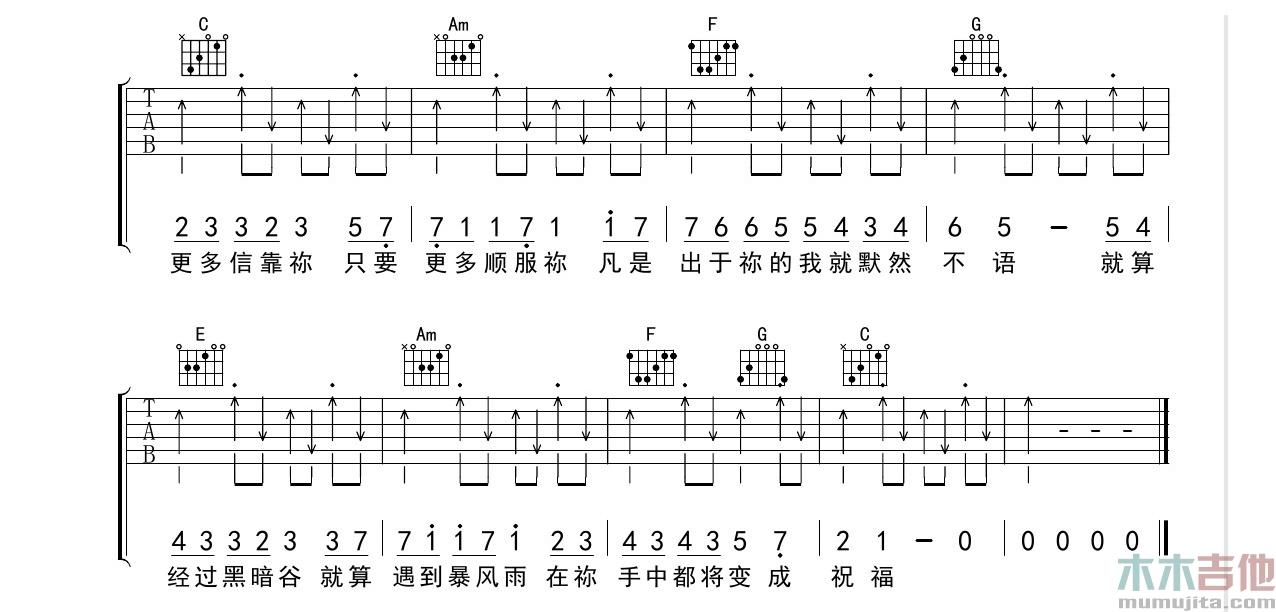 C Am F G
T A B
2 3 3 2 3 5 7 7 1 1 7 1 1 7 7 6 6 5 5 4 3 4 6 5 - 5 4
更多信靠祢 只要 更多顺服祢 凡是 出于祢的我就默然 不 语 就算
E Am F G C
T A B
4 3 3 2 3 3 7 7 1 1 7 1 2 3 4 3 4 3 5 7 2 1 - 0 0 0 0 0
经过黑暗谷 就算 遇到暴风雨 在祢 手中都将变成 祝福
木木吉他
mumujita.com